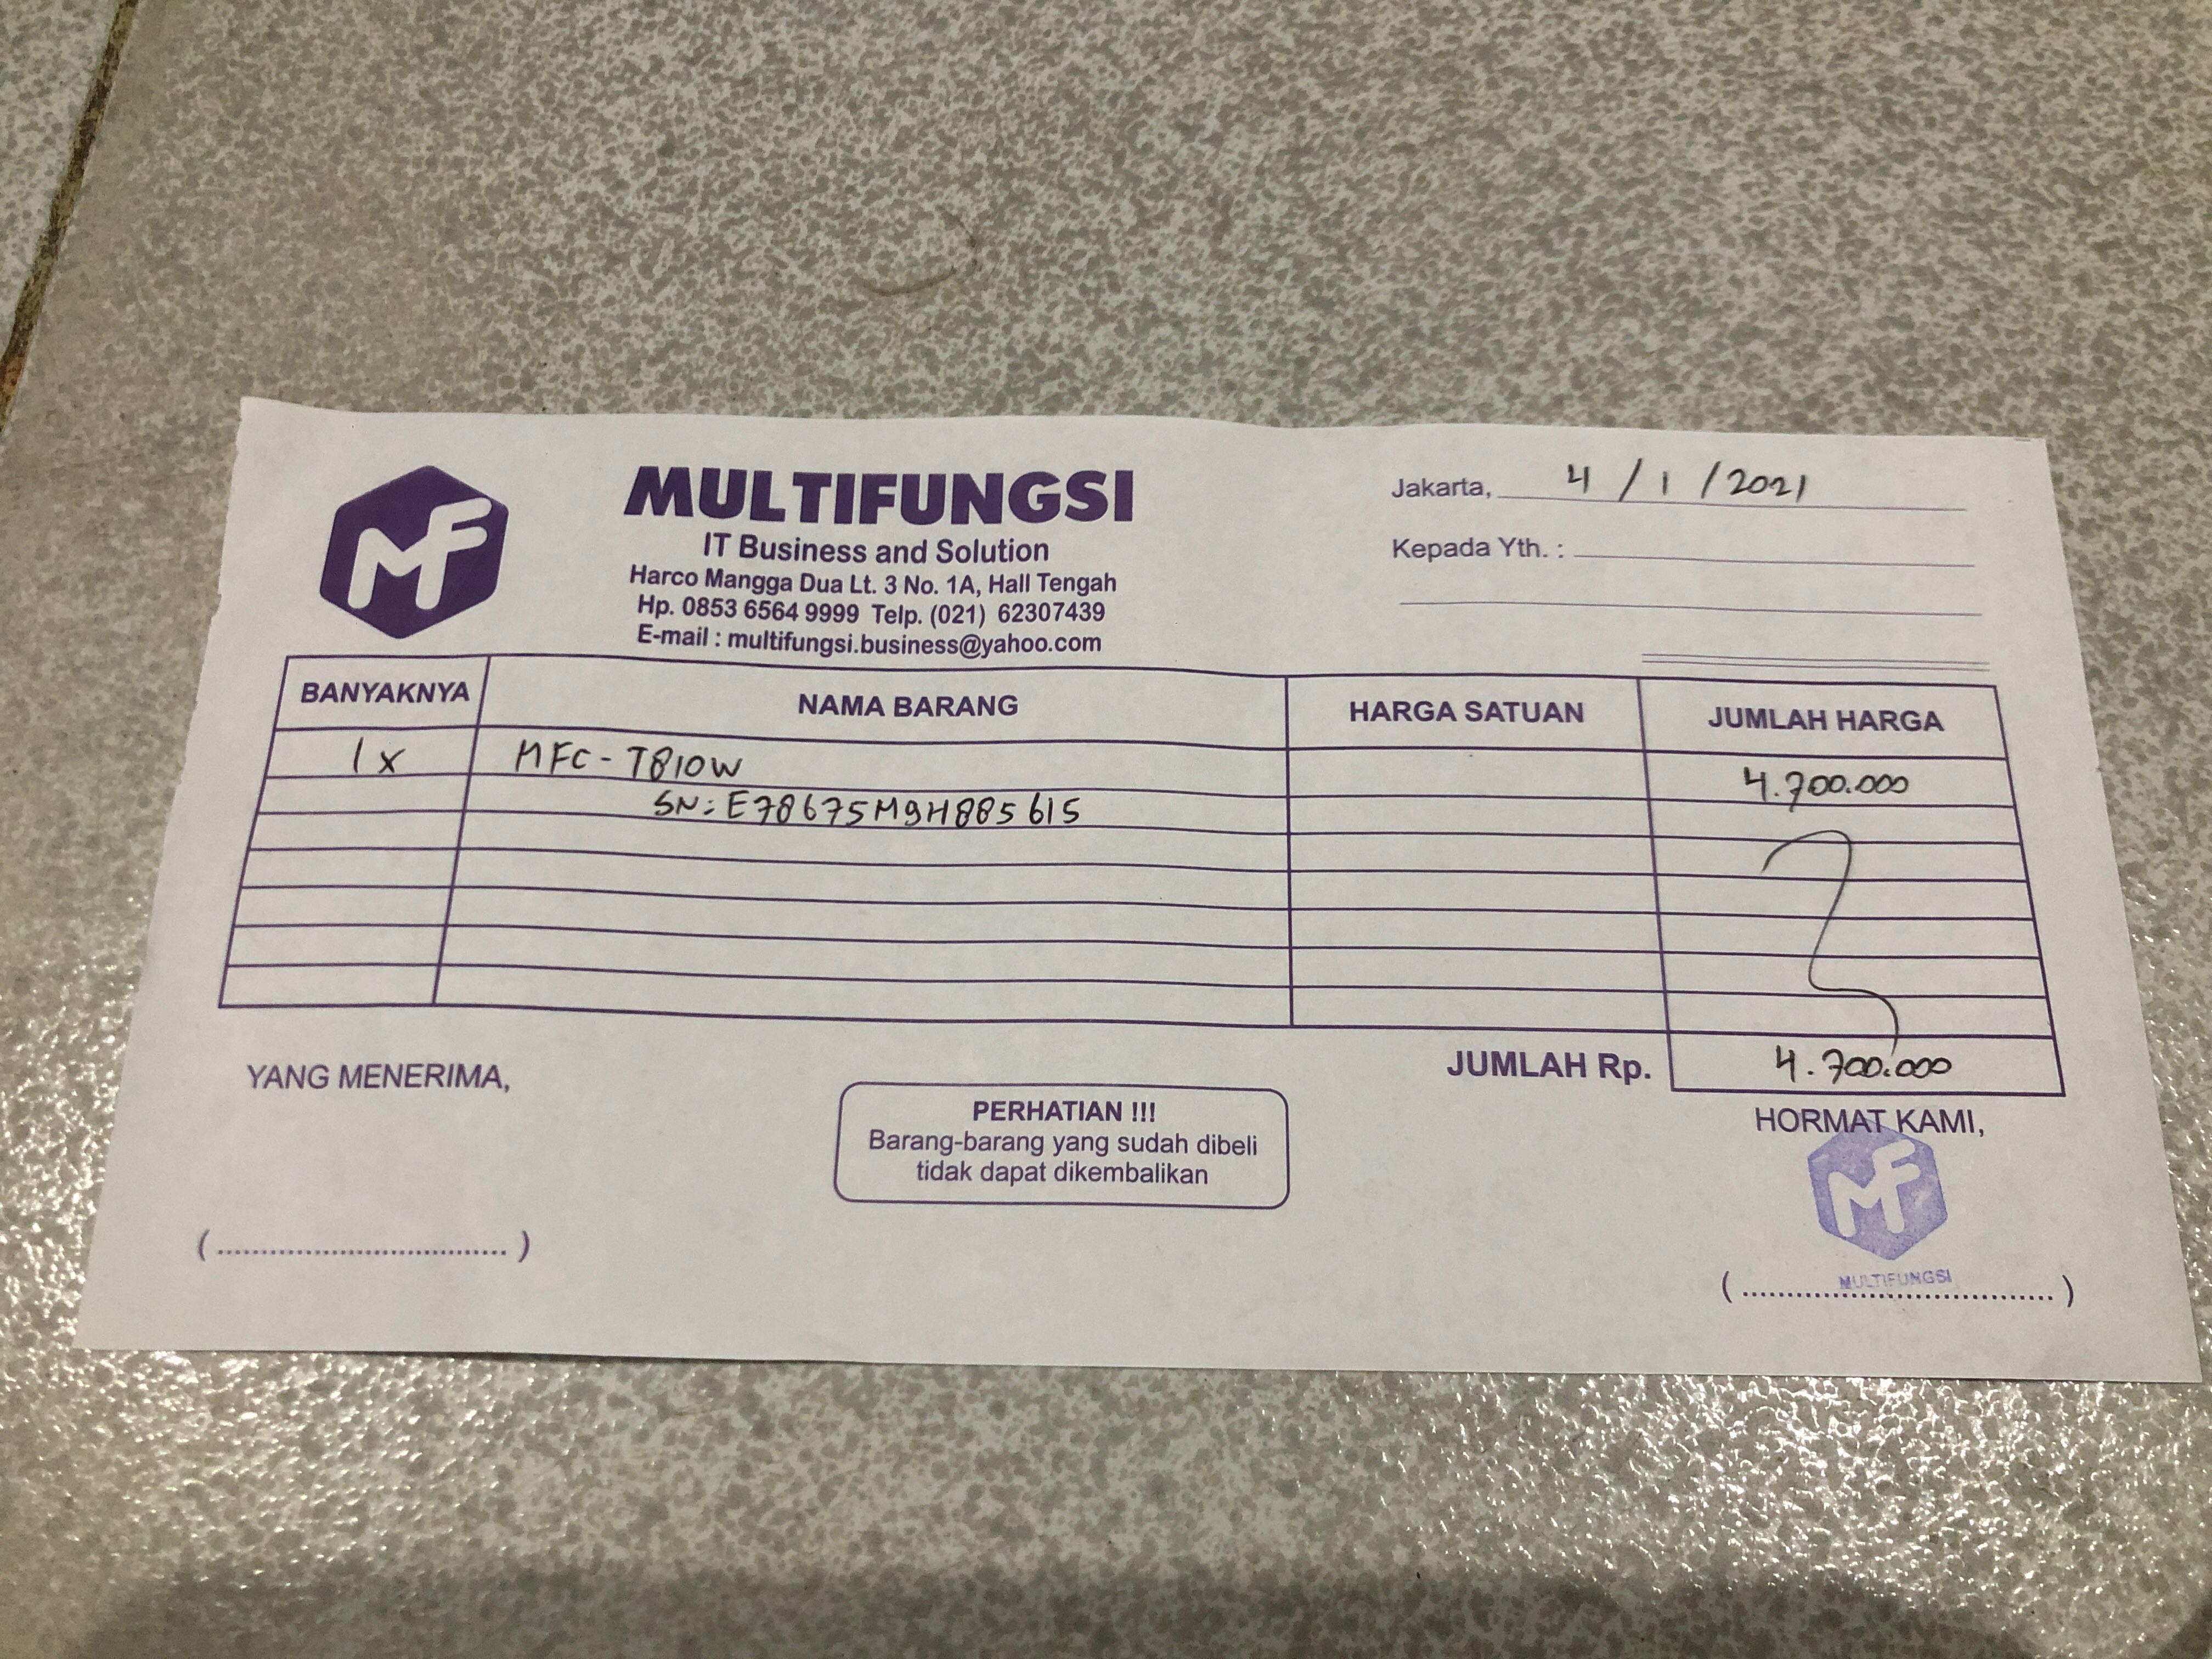 MF
MULTIFUNGSI
IT Business and Solution
Harco Mangga Dua Lt. 3 No. 1A, Hall Tengah
Hp. 0853 6564 9999 Telp. (021) 62307439
E-mail : multifungsi.business@yahoo.com
Jakarta, 4 / 1 / 2021
Kepada Yth. :
BANYAKNYA NAMA BARANG HARGA SATUAN JUMLAH HARGA
1 x MFC - T810W 4.700.000
SN: E78675M9H885615
JUMLAH Rp. 4.700.000
YANG MENERIMA,
PERHATIAN !!!
Barang-barang yang sudah dibeli
tidak dapat dikembalikan
HORMAT KAMI,
MF
MULTIFUNGSI
(................................)
(................................)